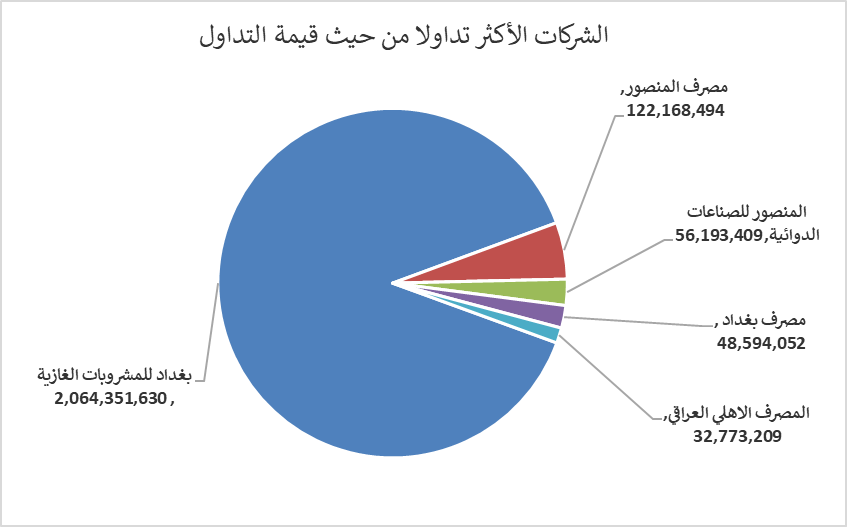 الشركات الأكثر تداولا من حيث قيمة التداول
مصرف المنصور,
122,168,494
المنصور للصناعات
الدوائية, 56,193,409
مصرف بغداد ,
48,594,052
المصرف الاهلي العراقي,
32,773,209
بغداد للمشروبات الغازية
, 2,064,351,630